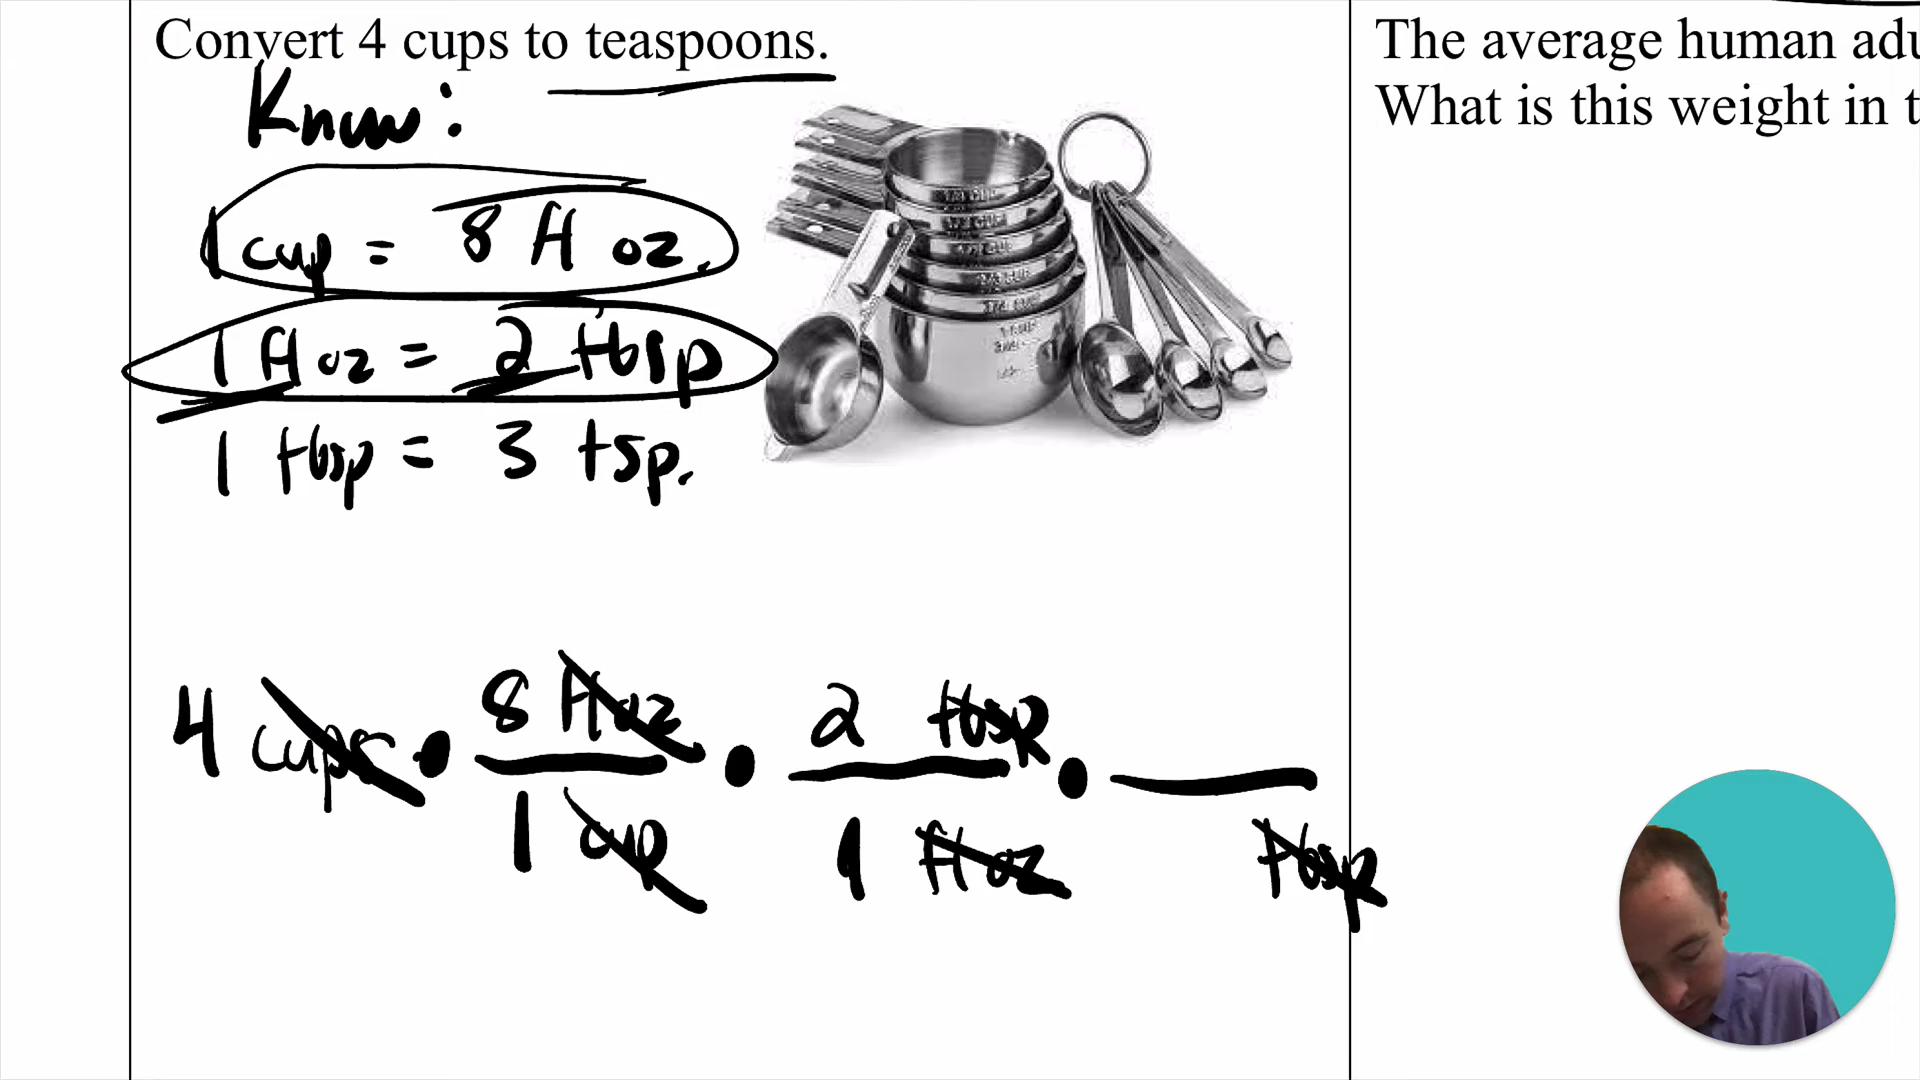 Convert 4 cups to teaspoons.
Know:
1 cup = 8 fl oz.
1 fl oz = 2 tbsp
1 tbsp = 3 tsp.
4 cups • 8 fl oz • 2 tbsp •
1 cup 1 fl oz tbsp
The average human adu
What is this weight in t